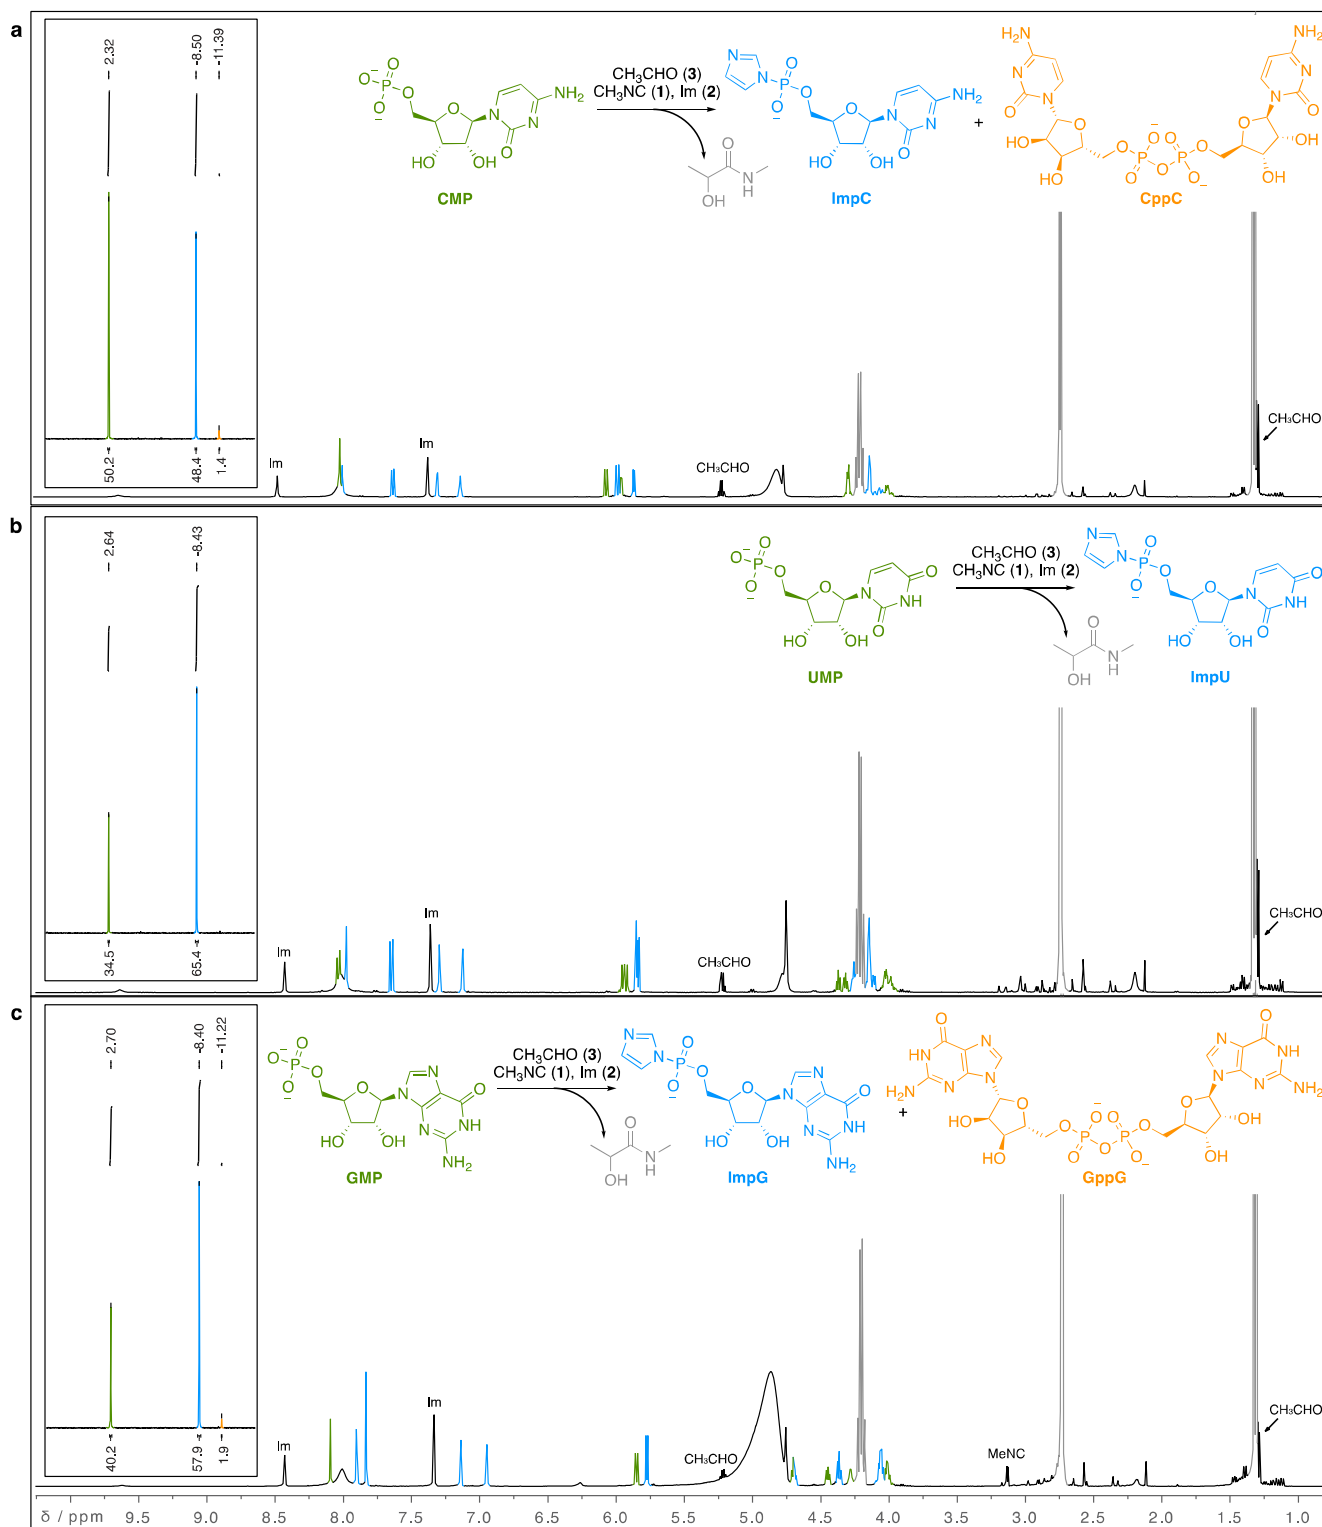 a
2.32
-8.50
-11.39
50.2
48.4
1.4
CH₃CHO (3)
CH₃NC (1), Im (2)
CMP
ImpC
+
CppC
Im
Im
CH₃CHO
CH₃CHO
b
2.64
-8.43
34.5
65.4
CH₃CHO (3)
CH₃NC (1), Im (2)
UMP
ImpU
Im
Im
CH₃CHO
CH₃CHO
c
2.70
-8.40
-11.22
40.2
57.9
1.9
CH₃CHO (3)
CH₃NC (1), Im (2)
GMP
ImpG
+
GppG
Im
Im
CH₃CHO
MeNC
CH₃CHO
δ / ppm 9.5 9.0 8.5 8.0 7.5 7.0 6.5 6.0 5.5 5.0 4.5 4.0 3.5 3.0 2.5 2.0 1.5 1.0